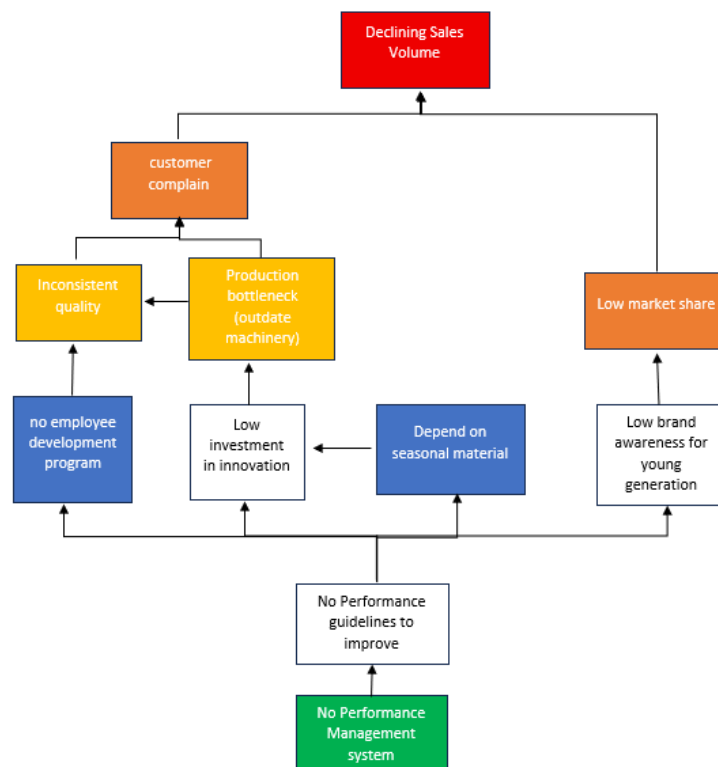 Declining Sales
Volume
customer
complain
Inconsistent
quality
Production
bottleneck
(outdate
machinery)
Low market share
no employee
development
program
Low
investment
in innovation
Depend on
seasonal material
Low brand
awareness for
young
generation
No Performance
guidelines to
improve
No Performance
Management
system